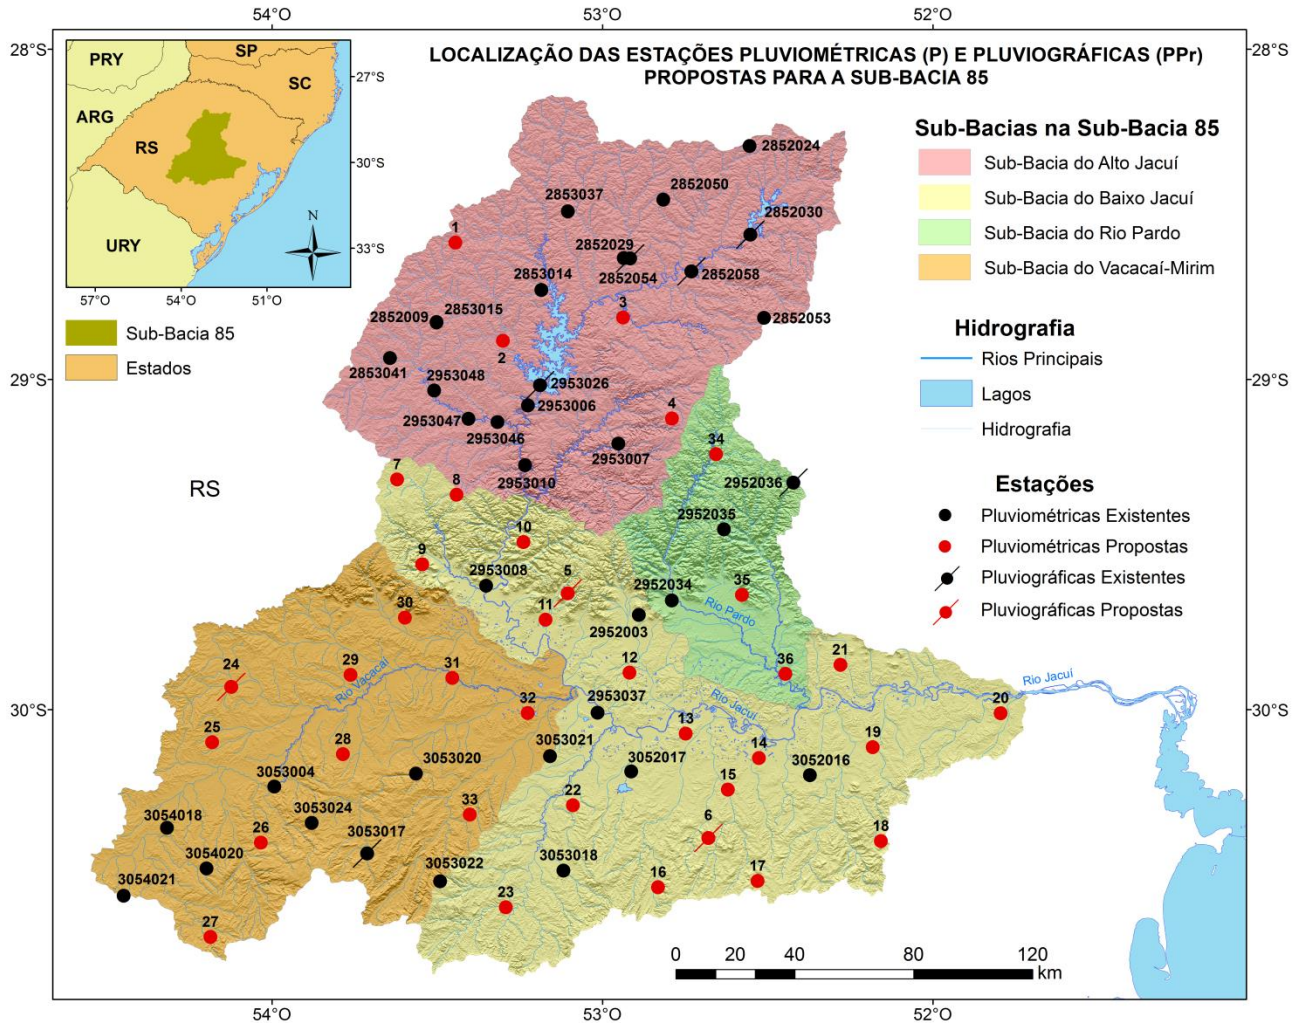 54°O
53°O
52°O
28°S
28°S
LOCALIZAÇÃO DAS ESTAÇÕES PLUVIOMÉTRICAS (P) E PLUVIOGRÁFICAS (PPr)
PROPOSTAS PARA A SUB-BACIA 85
PRY
SP
SC
ARG
RS
URY
N
27°S
30°S
33°S
57°O
54°O
51°O
Sub-Bacia 85
Estados
Sub-Bacias na Sub-Bacia 85
Sub-Bacia do Alto Jacuí
Sub-Bacia do Baixo Jacuí
Sub-Bacia do Rio Pardo
Sub-Bacia do Vacacaí-Mirim
Hidrografia
Rios Principais
Lagos
Hidrografia
Estações
Pluviométricas Existentes
Pluviométricas Propostas
Pluviográficas Existentes
Pluviográficas Propostas
2852024
2852050
2853037
2852030
1
2852029
2852054
2852058
2853014
2853015
2852009
3
2852053
2
2853041
2953048
2953026
2953006
4
2953047
2953046
2953007
34
29°S
29°S
7
8
2953010
2952036
2952035
RS
10
9
2953008
5
2952034
35
30
11
2952003
Rio Pardo
24
29
31
12
36
21
Rio Vacacaí
32
2953037
Rio Jacuí
Rio Jacuí
20
30°S
30°S
25
28
13
19
3053021
14
3053004
3053020
3052017
3052016
15
3054018
3053024
33
22
6
18
26
3053017
3054020
3053022
3053018
3054021
16
17
23
27
0
20
40
80
120
km
54°O
53°O
52°O